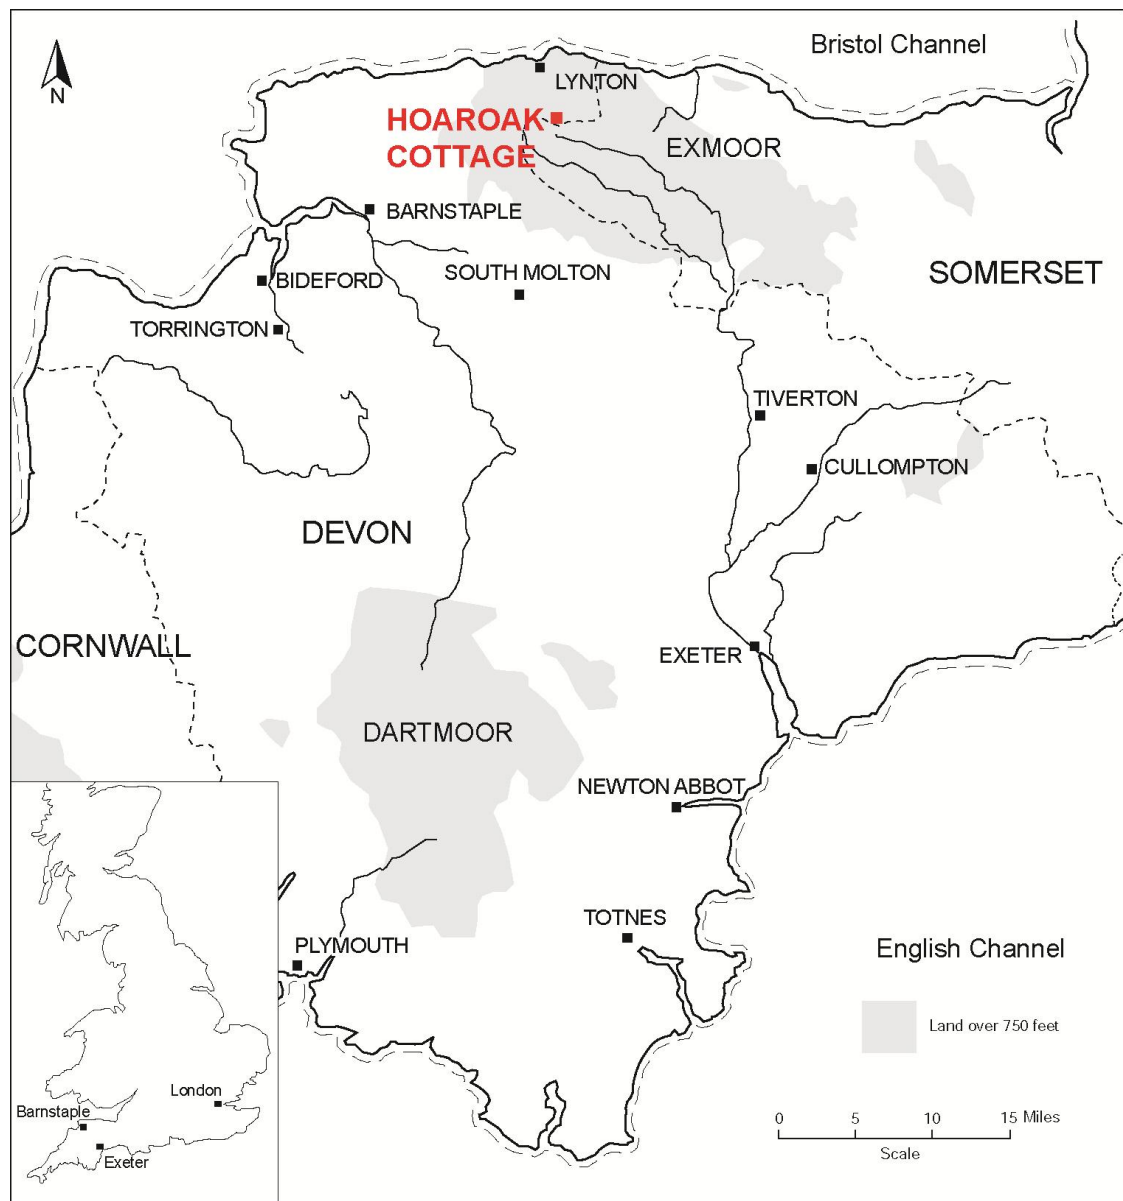 Bristol Channel
N
LYNTON
HOAROAK
COTTAGE
EXMOOR
BARNSTAPLE
SOUTH MOLTON
SOMERSET
BIDEFORD
TORRINGTON
TIVERTON
CULLOMPTON
DEVON
CORNWALL
EXETER
DARTMOOR
NEWTON ABBOT
TOTNES
PLYMOUTH
English Channel
Land over 750 feet
London
Barnstaple
Exeter
0 5 10 15 Miles
Scale